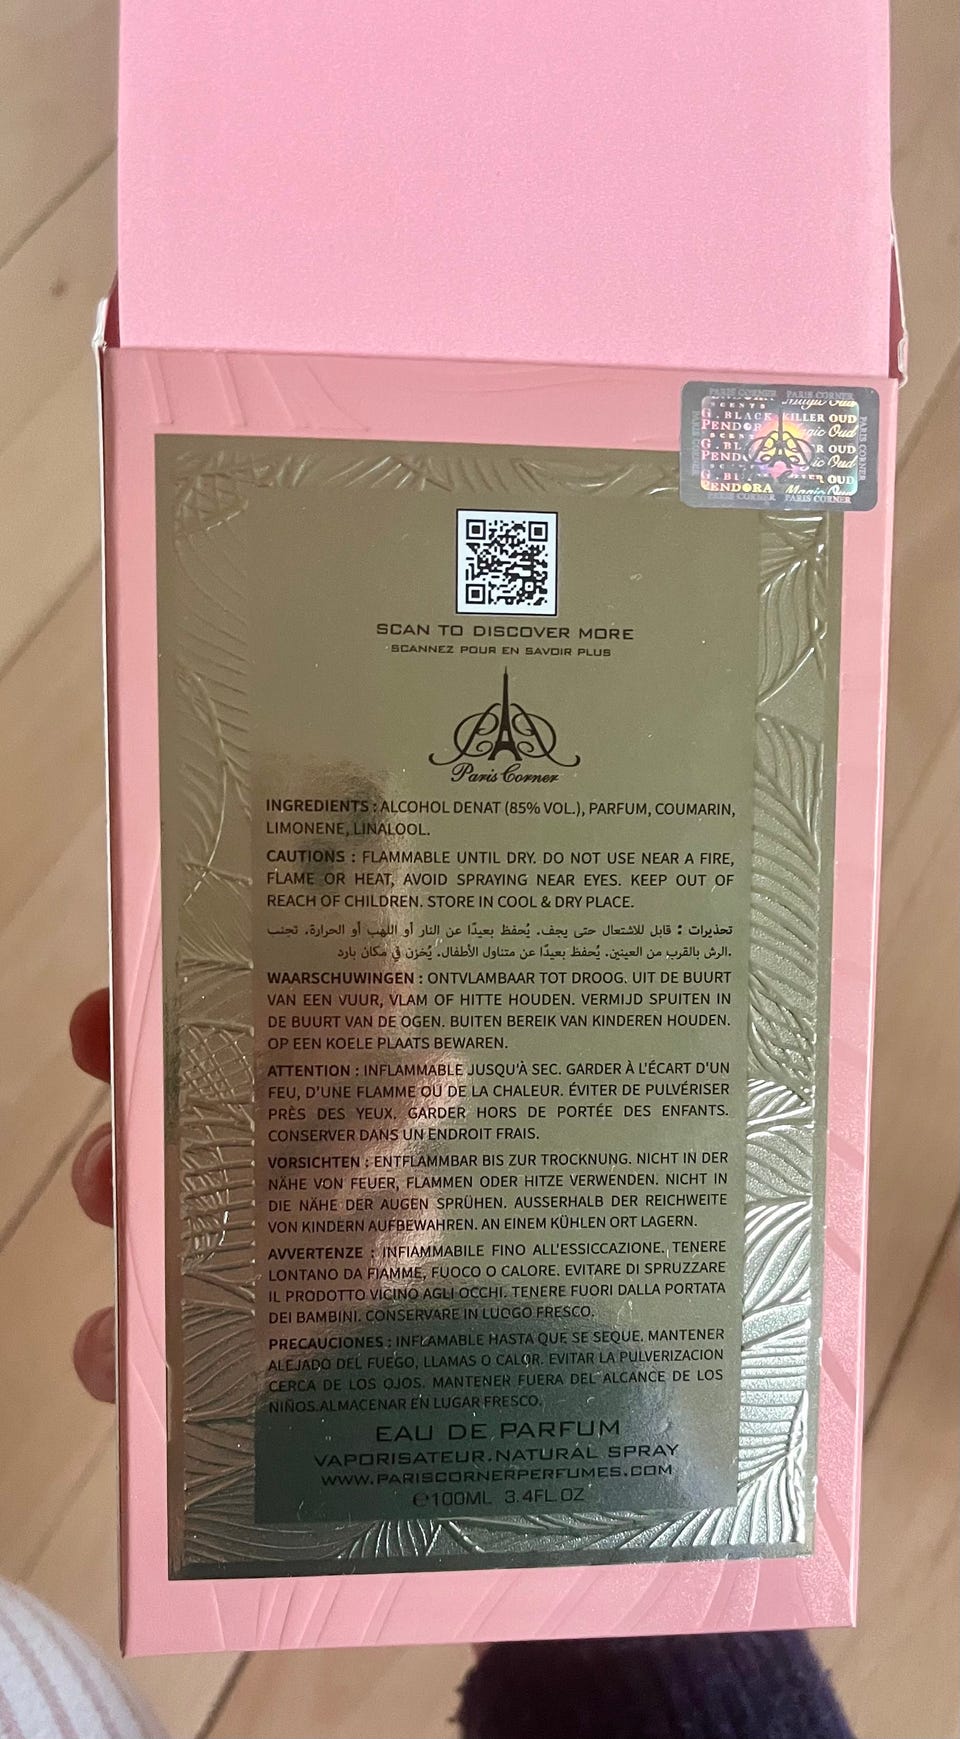 PARIS CORNER PARIS CORNER
SCENTS
G. BLACK KILLER OUD
PENDORA Magic Oud
SCENTS
PARIS CORNER
PENDORA Magic Oud
PARIS CORNER PARIS CORNER
SCAN TO DISCOVER MORE
SCANNEZ POUR EN SAVOIR PLUS
Paris Corner
INGREDIENTS : ALCOHOL DENAT (85% VOL.), PARFUM, COUMARIN,
LIMONENE, LINALOOL.
CAUTIONS : FLAMMABLE UNTIL DRY. DO NOT USE NEAR A FIRE,
FLAME OR HEAT, AVOID SPRAYING NEAR EYES. KEEP OUT OF
REACH OF CHILDREN. STORE IN COOL & DRY PLACE.
تحذيرات : قابل للاشتعال حتى يجف. يُحفظ بعيدًا عن النار أو اللهب أو الحرارة. تجنب
الرش بالقرب من العينين. يُحفظ بعيدًا عن متناول الأطفال. يُخزن في مكان بارد.
WAARSCHUWINGEN : ONTVLAMBAAR TOT DROOG. UIT DE BUURT
VAN EEN VUUR, VLAM OF HITTE HOUDEN. VERMIJD SPUITEN IN
DE BUURT VAN DE OGEN. BUITEN BEREIK VAN KINDEREN HOUDEN.
OP EEN KOELE PLAATS BEWAREN.
ATTENTION : INFLAMMABLE JUSQU'À SEC. GARDER À L'ÉCART D'UN
FEU, D'UNE FLAMME OU DE LA CHALEUR. ÉVITER DE PULVÉRISER
PRÈS DES YEUX. GARDER HORS DE PORTÉE DES ENFANTS.
CONSERVER DANS UN ENDROIT FRAIS.
VORSICHTEN : ENTFLAMMBAR BIS ZUR TROCKNUNG. NICHT IN DER
NÄHE VON FEUER, FLAMMEN ODER HITZE VERWENDEN. NICHT IN
DIE NÄHE DER AUGEN SPRÜHEN. AUSSERHALB DER REICHWEITE
VON KINDERN AUFBEWAHREN. AN EINEM KÜHLEN ORT LAGERN.
AVVERTENZE : INFIAMMABILE FINO ALL'ESSICCAZIONE. TENERE
LONTANO DA FIAMME, FUOCO O CALORE. EVITARE DI SPRUZZARE
IL PRODOTTO VICINO AGLI OCCHI. TENERE FUORI DALLA PORTATA
DEI BAMBINI. CONSERVARE IN LUOGO FRESCO.
PRECAUCIONES : INFLAMABLE HASTA QUE SE SEQUE. MANTENER
ALEJADO DEL FUEGO, LLAMAS O CALOR. EVITAR LA PULVERIZACION
CERCA DE LOS OJOS. MANTENER FUERA DEL ALCANCE DE LOS
NIÑOS.ALMACENAR EN LUGAR FRESCO.
EAU DE PARFUM
VAPORISATEUR.NATURAL SPRAY
WWW.PARISCORNERPERFUMES.COM
℮100ML 3.4FL.OZ